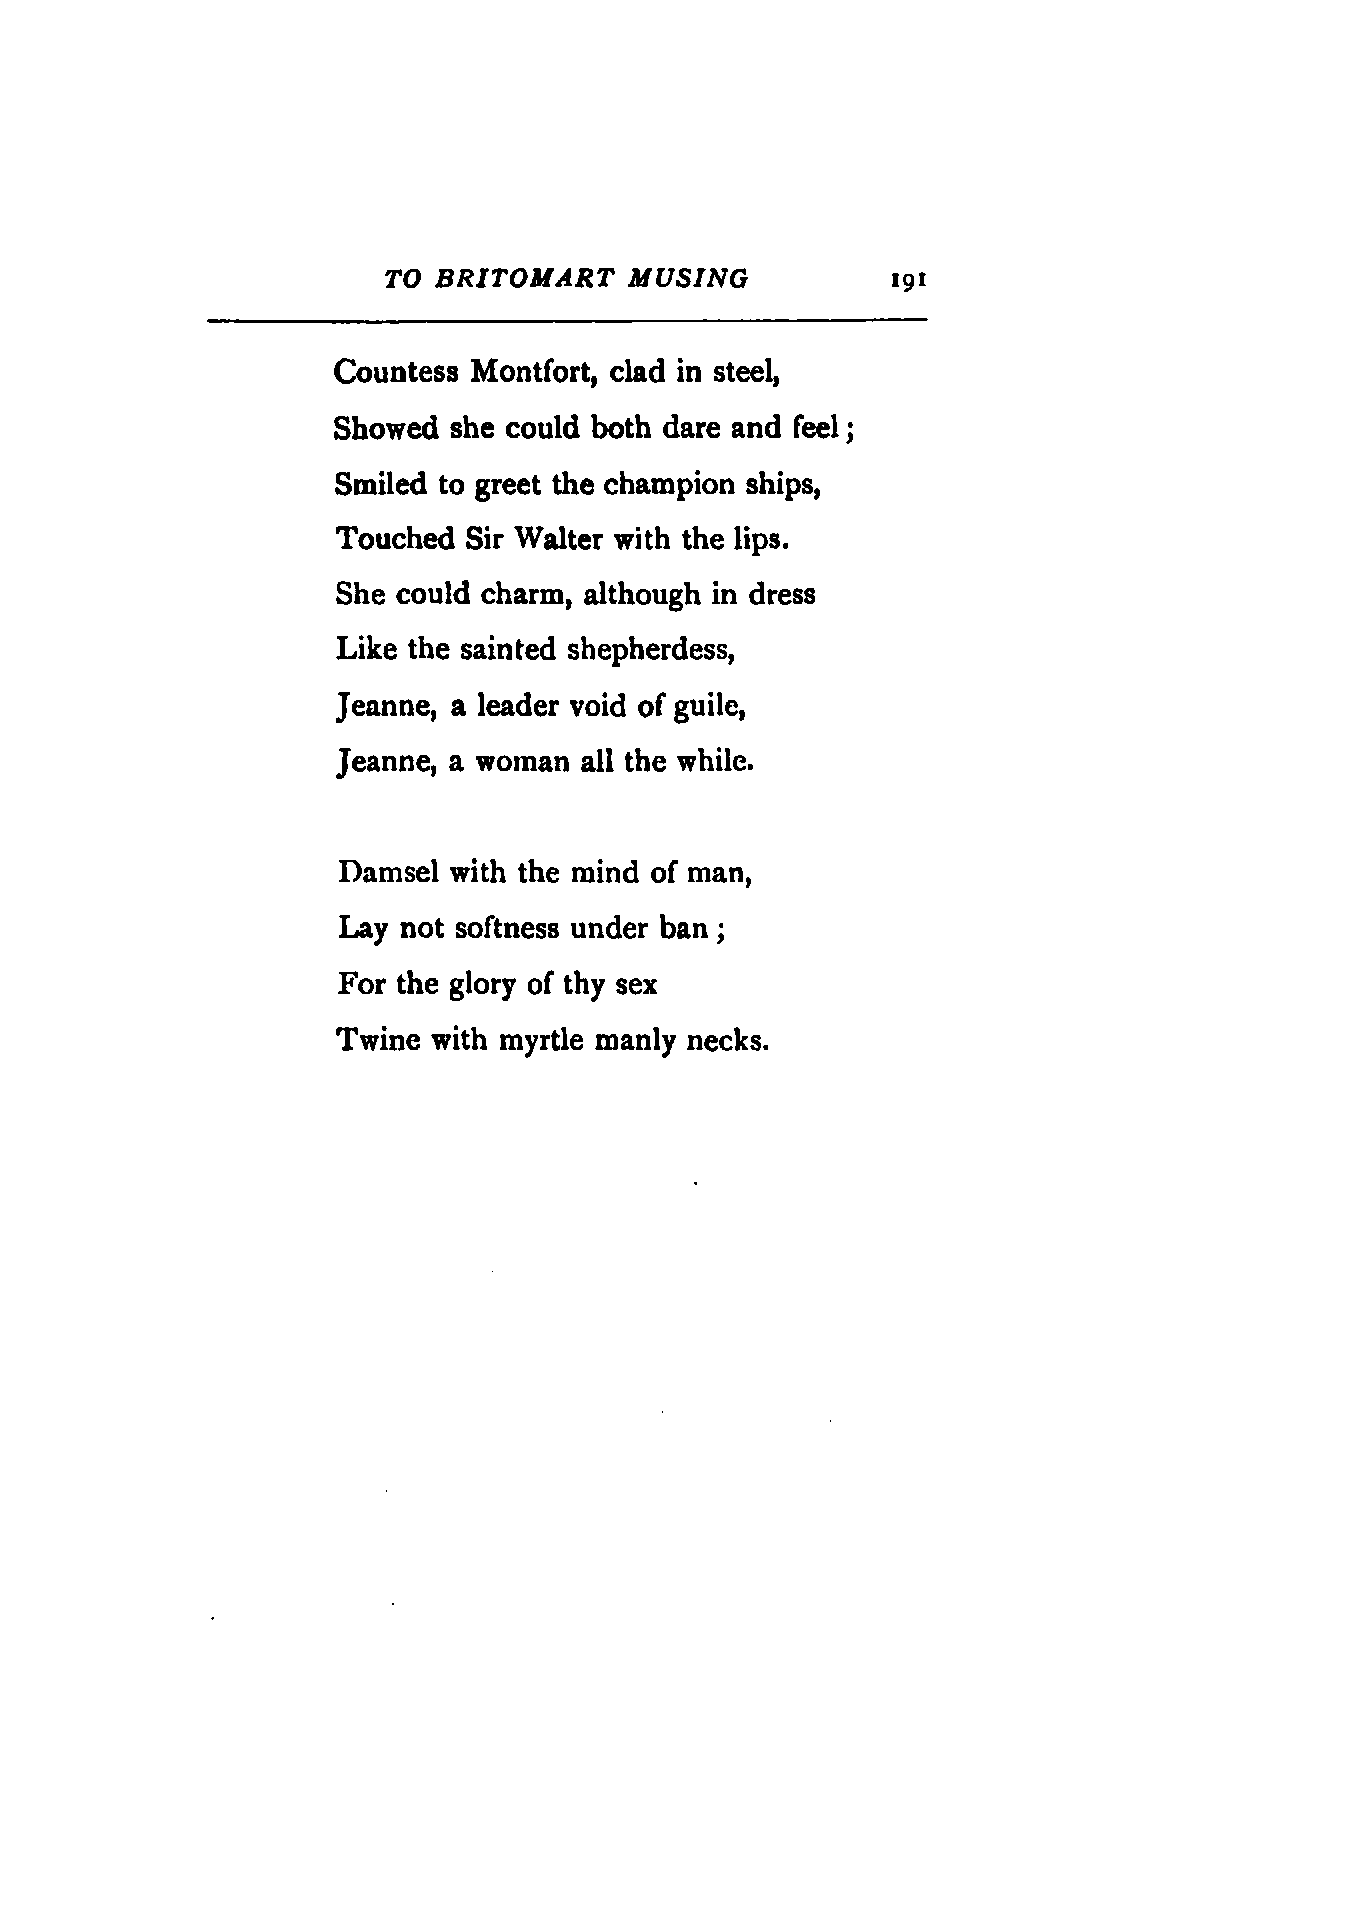 TO BRITOMART MUSING 191
Countess Montfort, clad in steel,
Showed she could both dare and feel;
Smiled to greet the champion ships,
Touched Sir Walter with the lips.
She could charm, although in dress
Like the sainted shepherdess,
Jeanne, a leader void of guile,
Jeanne, a woman all the while.
Damsel with the mind of man,
Lay not softness under ban;
For the glory of thy sex
Twine with myrtle manly necks.